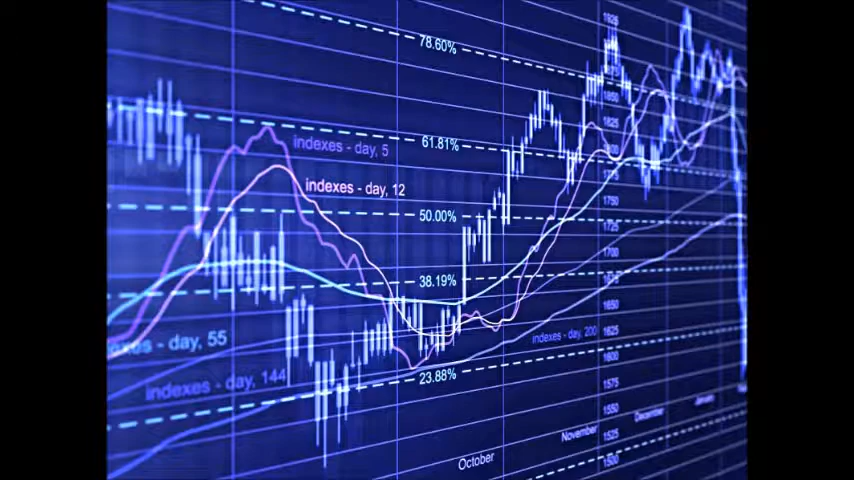 1925
78.60%
1850
1825
61.81%
indexes - day, 5
indexes - day, 12
1750
50.00%
1725
1700
38.19%
1675
1650
indexes - day, 200
1625
indexes - day, 55
1600
indexes - day, 144
23.88%
1575
1550
January
December
November
1525
October
1500